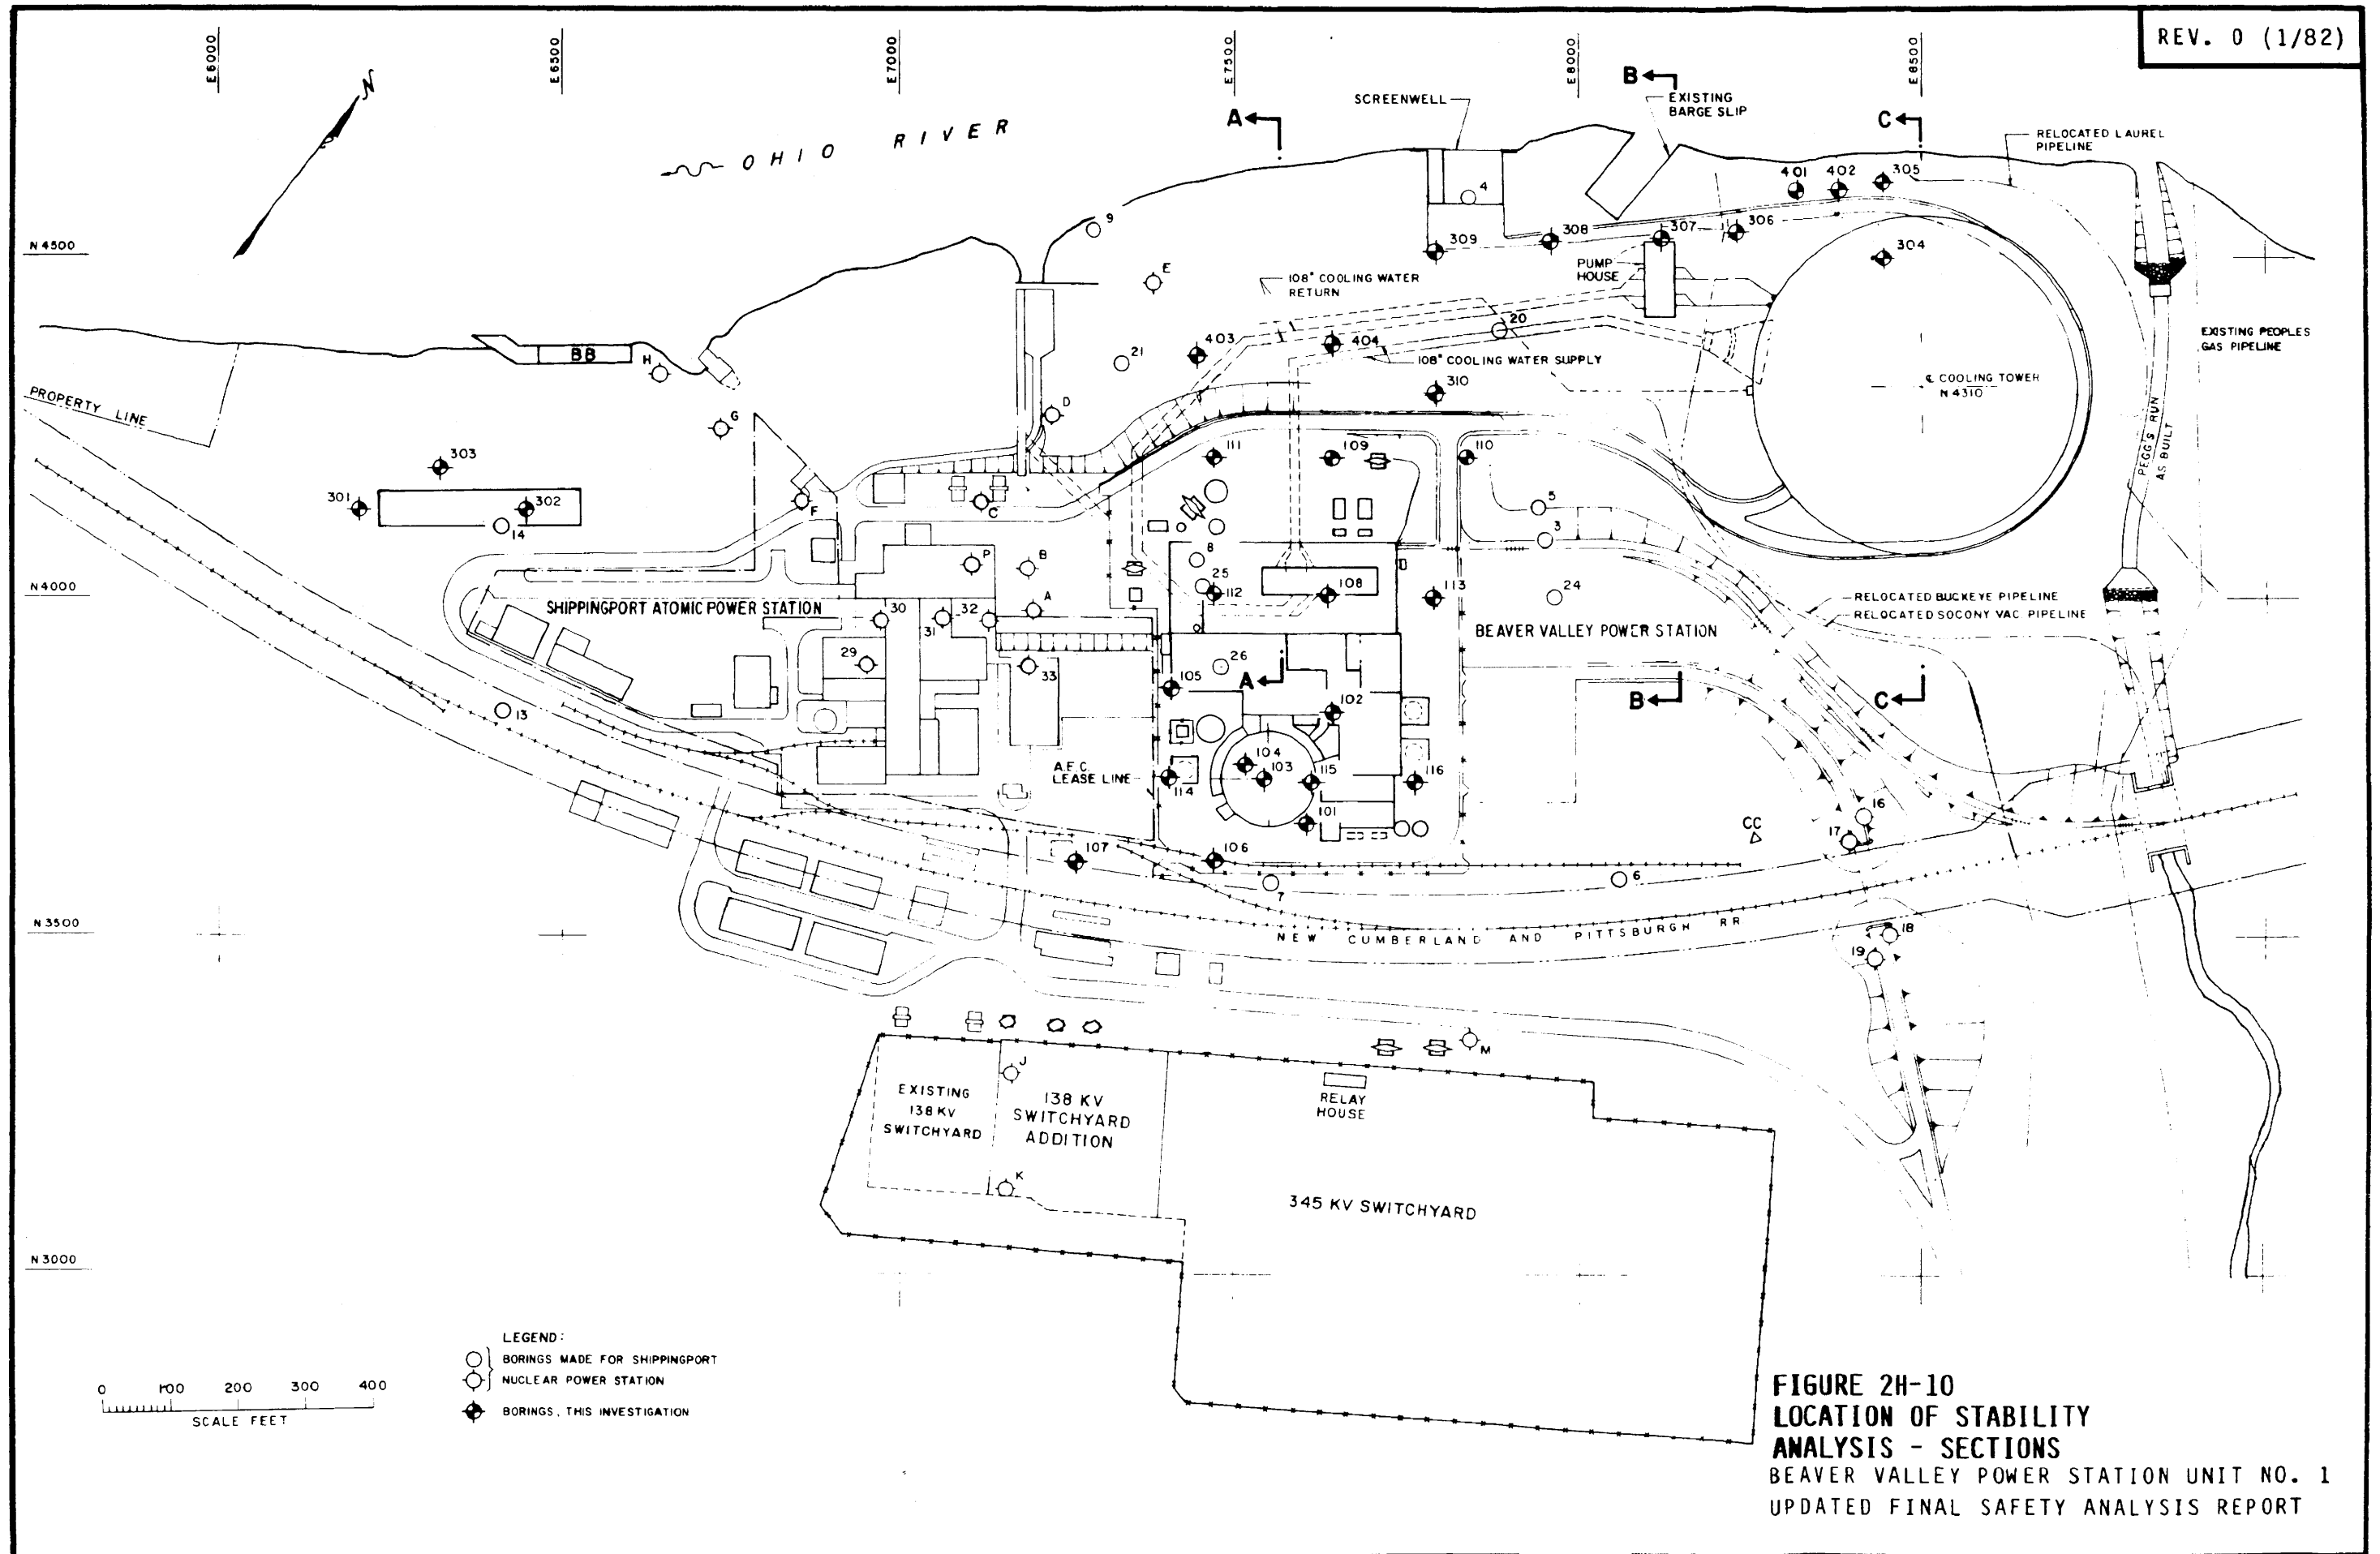 REV. 0 (1/82)
E6000
E6500
E7000
E7500
E8000
E8500
N
OHIO RIVER
A
B
C
SCREENWELL
EXISTING
BARGE SLIP
RELOCATED LAUREL
PIPELINE
4
401
402
305
9
N4500
309
308
307
306
304
E
108" COOLING WATER
RETURN
PUMP
HOUSE
20
EXISTING PEOPLES
GAS PIPELINE
BB
H
21
403
404
108" COOLING WATER SUPPLY
310
℄ COOLING TOWER
N 4310
PROPERTY LINE
G
D
PEGG'S RUN
AS BUILT
303
111
109
110
301
302
14
F
C
5
3
P
B
8
25
112
108
113
24
N4000
SHIPPINGPORT ATOMIC POWER STATION
30
31
32
A
RELOCATED BUCKEYE PIPELINE
RELOCATED SOCONY VAC PIPELINE
BEAVER VALLEY POWER STATION
29
33
26
105
A
B
C
13
102
A.E.C.
LEASE LINE
104
103
115
116
114
101
16
17
CC
107
106
7
6
N3500
NEW CUMBERLAND AND PITTSBURGH RR
18
19
M
J
EXISTING
138 KV
SWITCHYARD
138 KV
SWITCHYARD
ADDITION
RELAY
HOUSE
K
345 KV SWITCHYARD
N3000
LEGEND:
BORINGS MADE FOR SHIPPINGPORT
NUCLEAR POWER STATION
BORINGS, THIS INVESTIGATION
0 100 200 300 400
SCALE FEET
FIGURE 2H-10
LOCATION OF STABILITY
ANALYSIS - SECTIONS
BEAVER VALLEY POWER STATION UNIT NO. 1
UPDATED FINAL SAFETY ANALYSIS REPORT